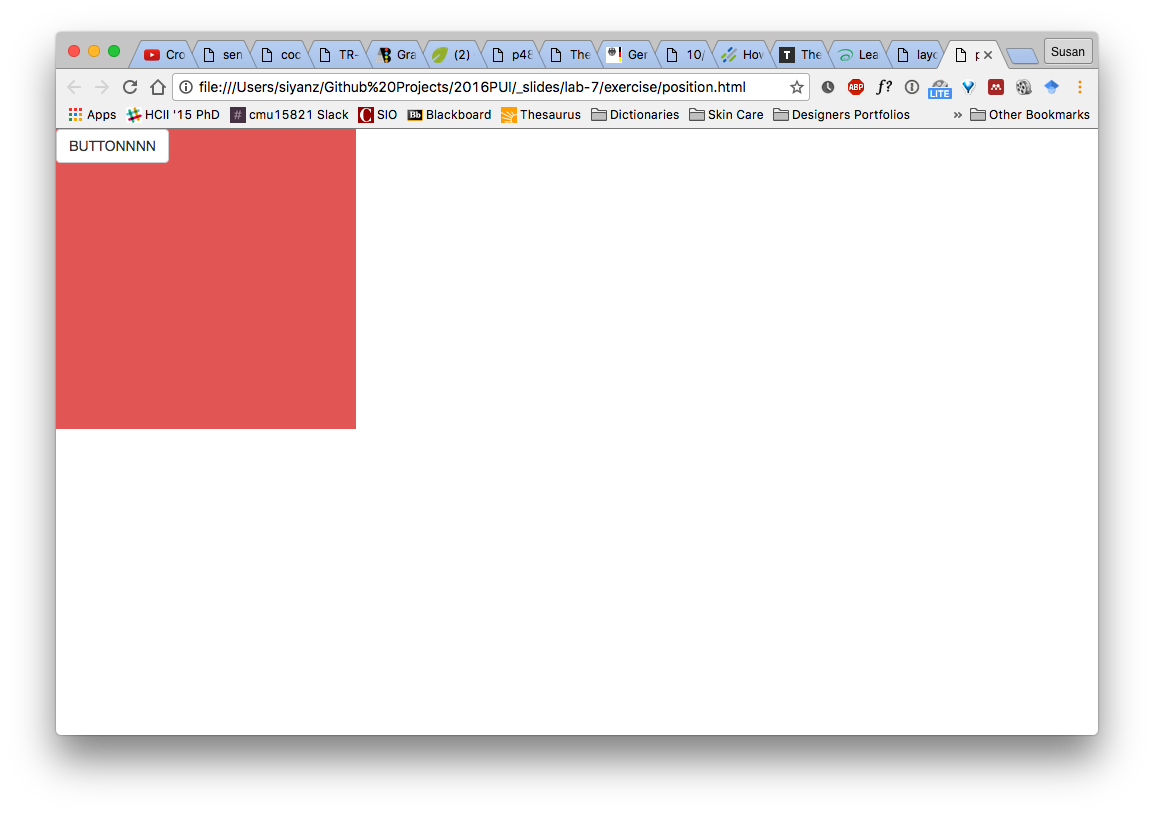 Cro sen coc TR- Gra (2) p48 The Ger 10/ Hov T The Lea layc Susan
file:///Users/siyanz/Github%20Projects/2016PUI/_slides/lab-7/exercise/position.html ABP f? LITE
Apps HCII '15 PhD # cmu15821 Slack C SIO Bb Blackboard Thesaurus Dictionaries Skin Care Designers Portfolios » Other Bookmarks
BUTTONNNN